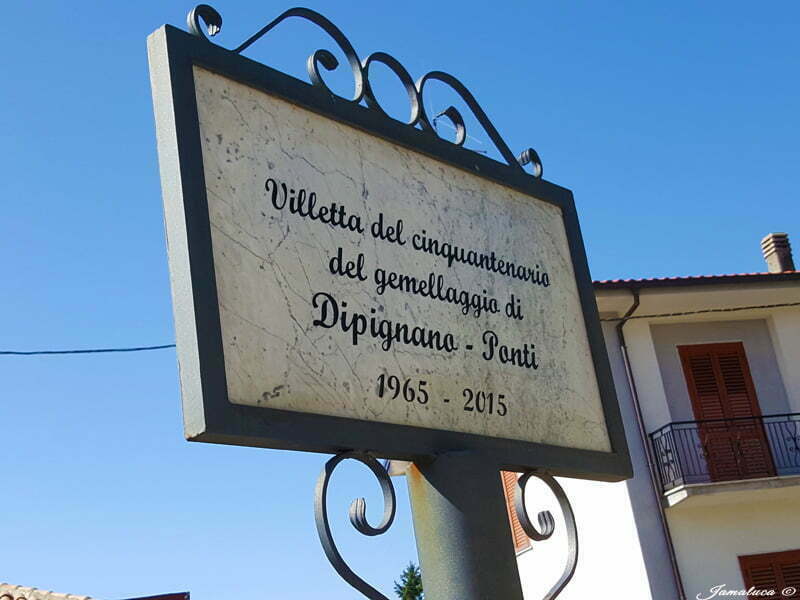 Villetta del cinquantenario
del gemellaggio di
Dipignano - Ponti
1965 - 2015
Jamaluca ©